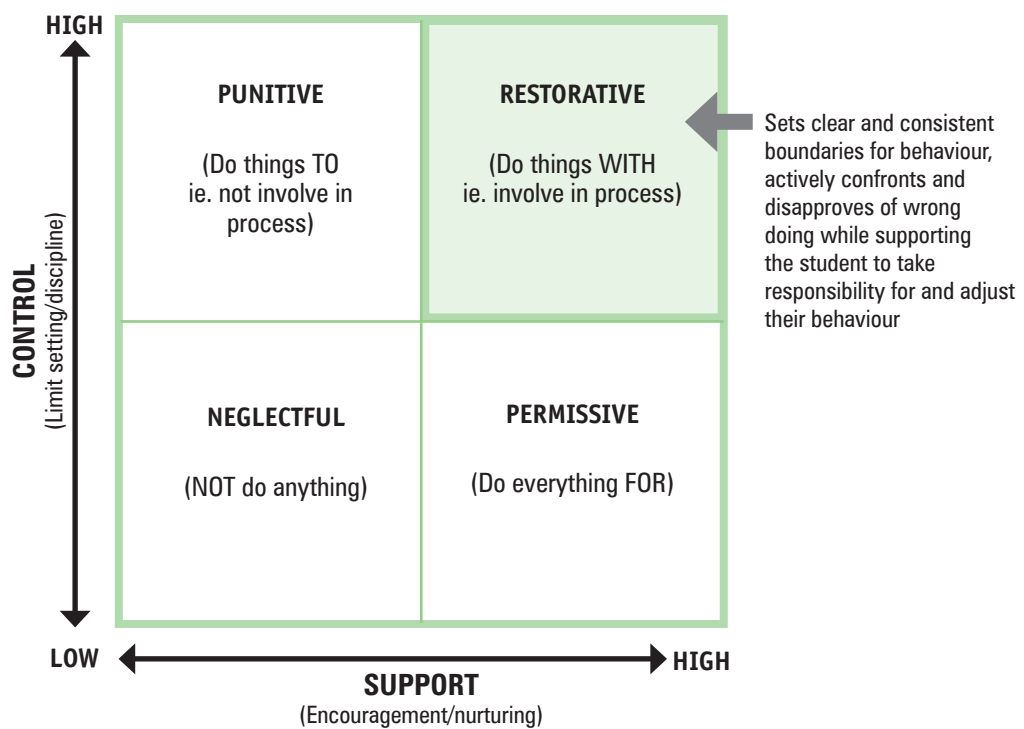 HIGH
PUNITIVE
(Do things TO
ie. not involve in
process)
RESTORATIVE
(Do things WITH
ie. involve in process)
Sets clear and consistent
boundaries for behaviour,
actively confronts and
disapproves of wrong
doing while supporting
the student to take
responsibility for and adjust
their behaviour
CONTROL
(Limit setting/discipline)
NEGLECTFUL
(NOT do anything)
PERMISSIVE
(Do everything FOR)
LOW
HIGH
SUPPORT
(Encouragement/nurturing)